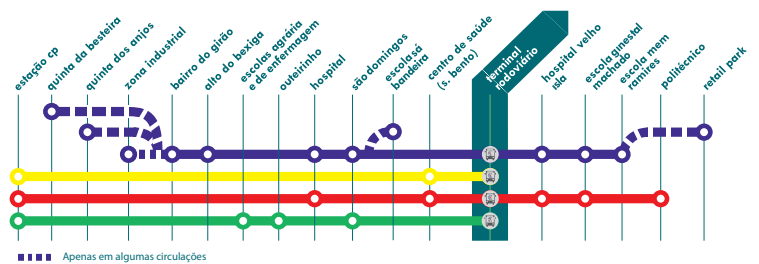 estação cp
quinta da besteira
quinta dos anjos
zona industrial
bairro do girão
alto do bexiga
escolas agrária
e de enfermagem
outeirinho
hospital
são domingos
escola sá
bandeira
centro de saúde
(s. bento)
terminal
rodoviário
hospital velho
isla
escola ginestal
machado
escola mem
ramires
politécnico
retail park
Apenas em algumas circulações